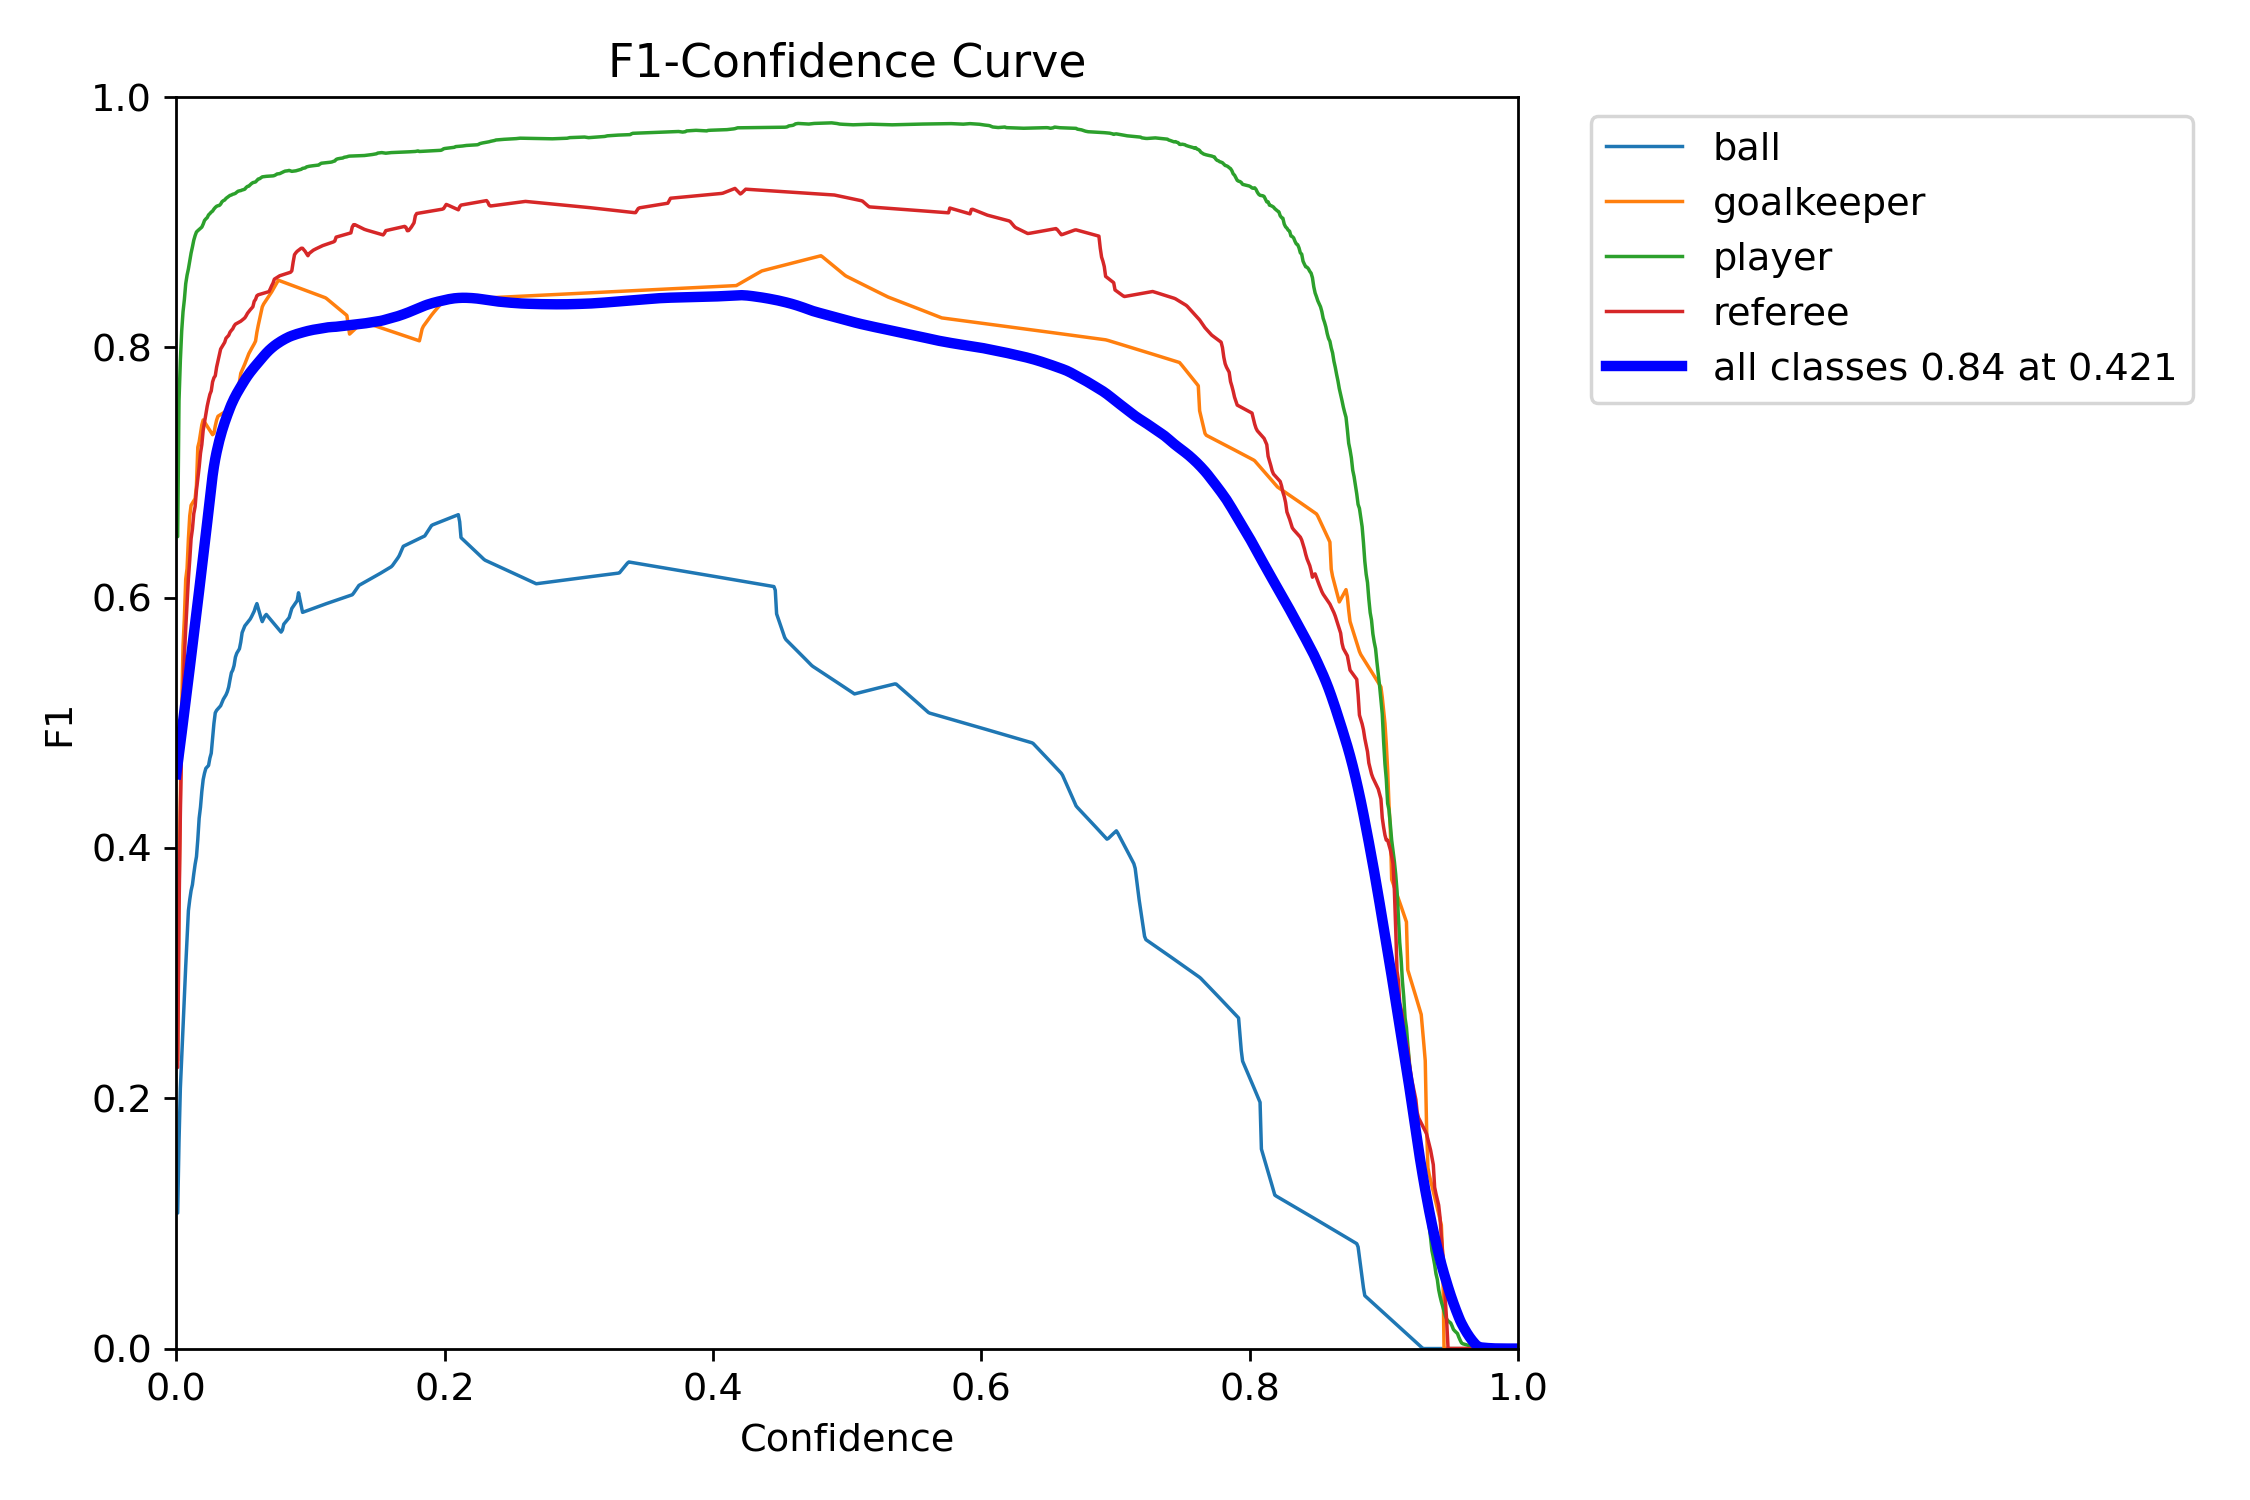 F1-Confidence Curve
1.0
0.8
0.6
0.4
0.2
0.0
F1
0.0 0.2 0.4 0.6 0.8 1.0
Confidence
ball
goalkeeper
player
referee
all classes 0.84 at 0.421